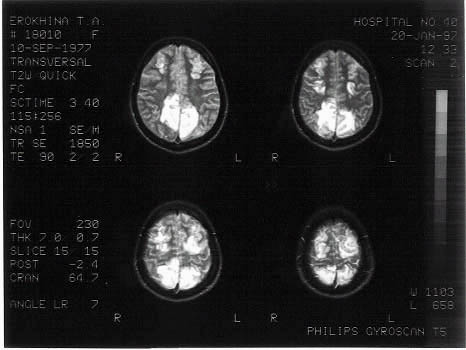 EROKHINA T.A.
# 18010 F
10-SEP-1977
TRANSVERSAL
T2W QUICK
FC
SCTIME 3 40
115*256
NSA 1 SE/M
TR SE 1850
TE 90 2/ 2
HOSPITAL NO 40
20-JAN-97
12 33
SCAN 2
R L
R L
FOV 230
THK 7.0 0.7
SLICE 15 15
POST -2.4
CRAN 64.7
ANGLE LR 7
R L
R L
W 1103
L 658
PHILIPS GYROSCAN T5